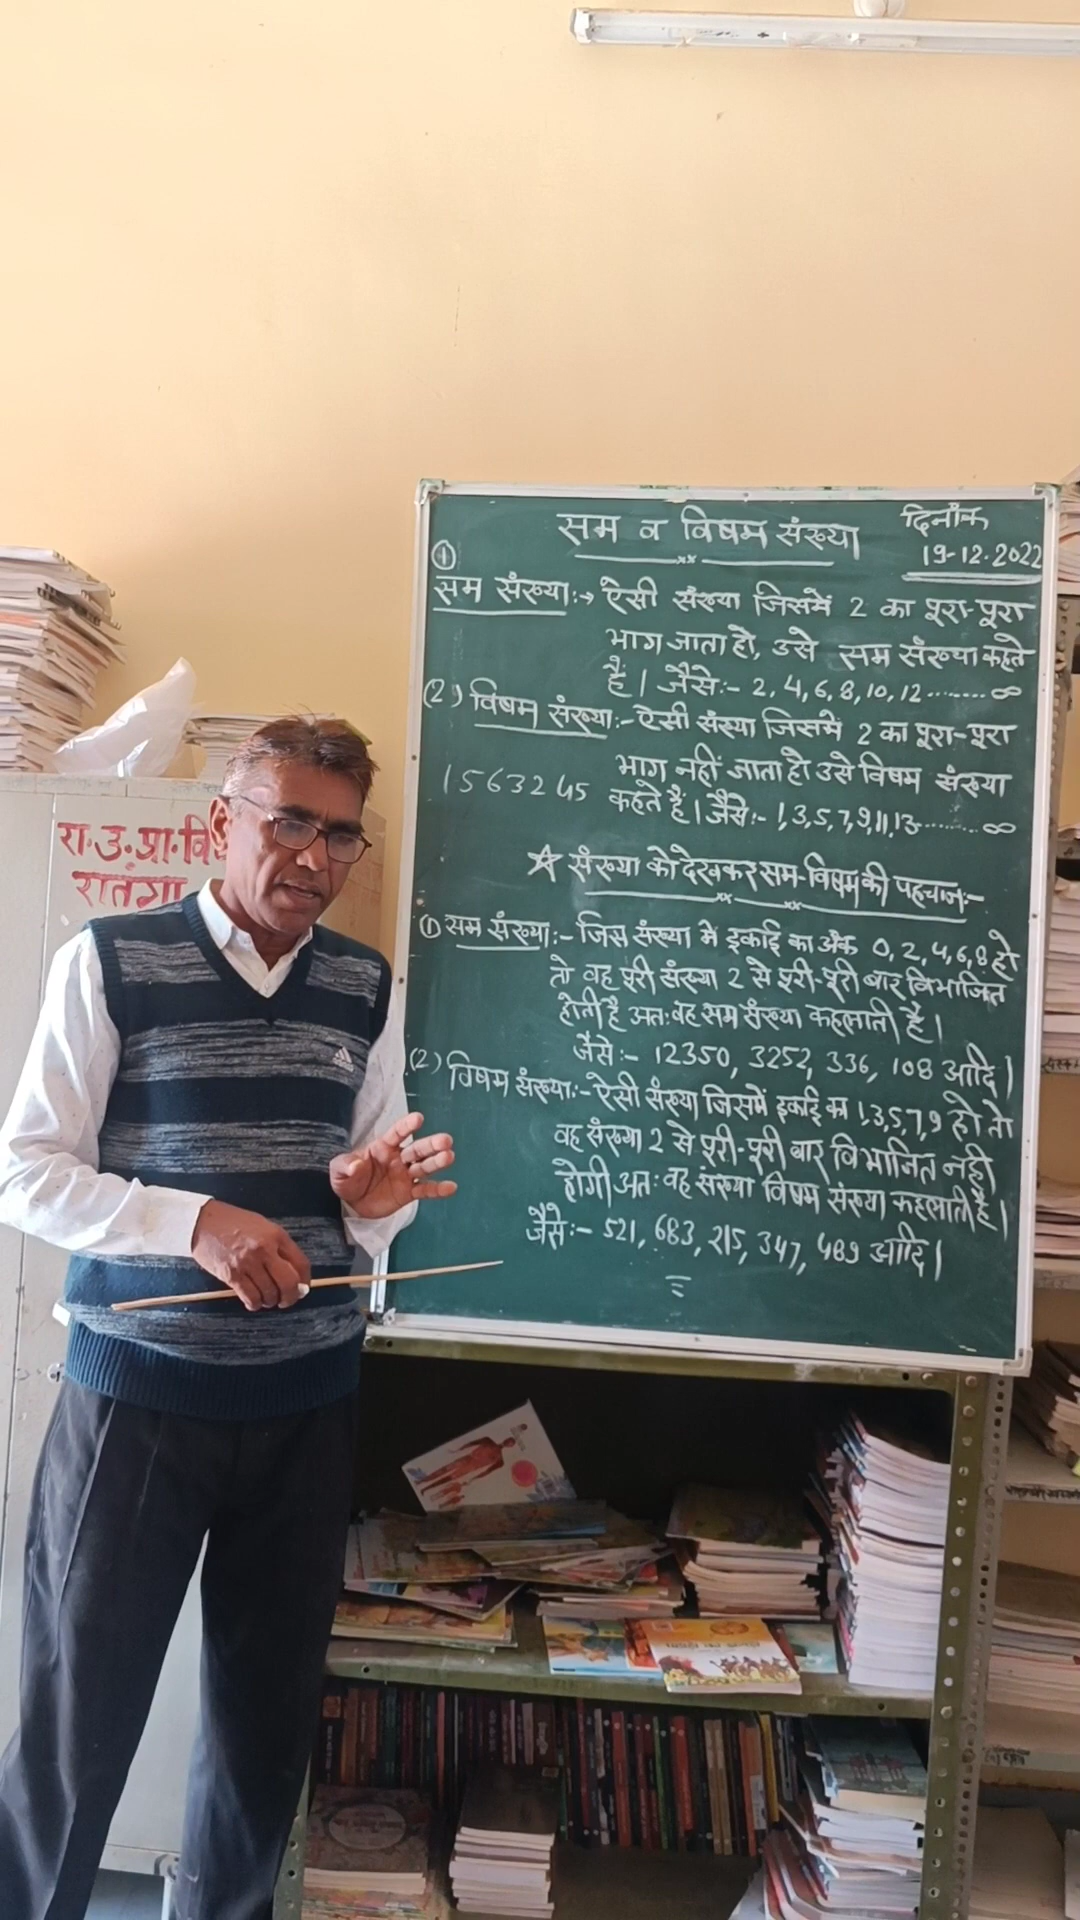 सम व विषम संख्या
दिनांक
19-12-2022
①
सम संख्या:→ ऐसी संख्या जिसमें 2 का पूरा-पूरा
भाग जाता हो, उसे सम संख्या कहते
है। जैसे:- 2, 4, 6, 8, 10, 12 ........ ∞
(2) विषम संख्या:- ऐसी संख्या जिसमें 2 का पूरा-पूरा
भाग नहीं जाता हो उसे विषम संख्या
कहते हैं। जैसे:- 1, 3, 5, 7, 9, 11, 13 ........ ∞
1563245
☆ संख्या को देखकर सम-विषम की पहचान:-
① सम संख्या:- जिस संख्या मे इकाई का अंक 0, 2, 4, 6, 8 हो
तो वह पूरी संख्या 2 से पूरी-पूरी बार विभाजित
होती है अत: वह सम संख्या कहलाती है।
जैसे:- 12350, 3252, 336, 108 आदि।
(2) विषम संख्या:- ऐसी संख्या जिसमें इकाई का 1,3,5,7,9 हो तो
वह संख्या 2 से पूरी-पूरी बार विभाजित नही
होगी अत: वह संख्या विषम संख्या कहलाती है।
जैसे:- 521, 683, 215, 347, 489 आदि।
रा.उ.प्रा.वि
रातंगा